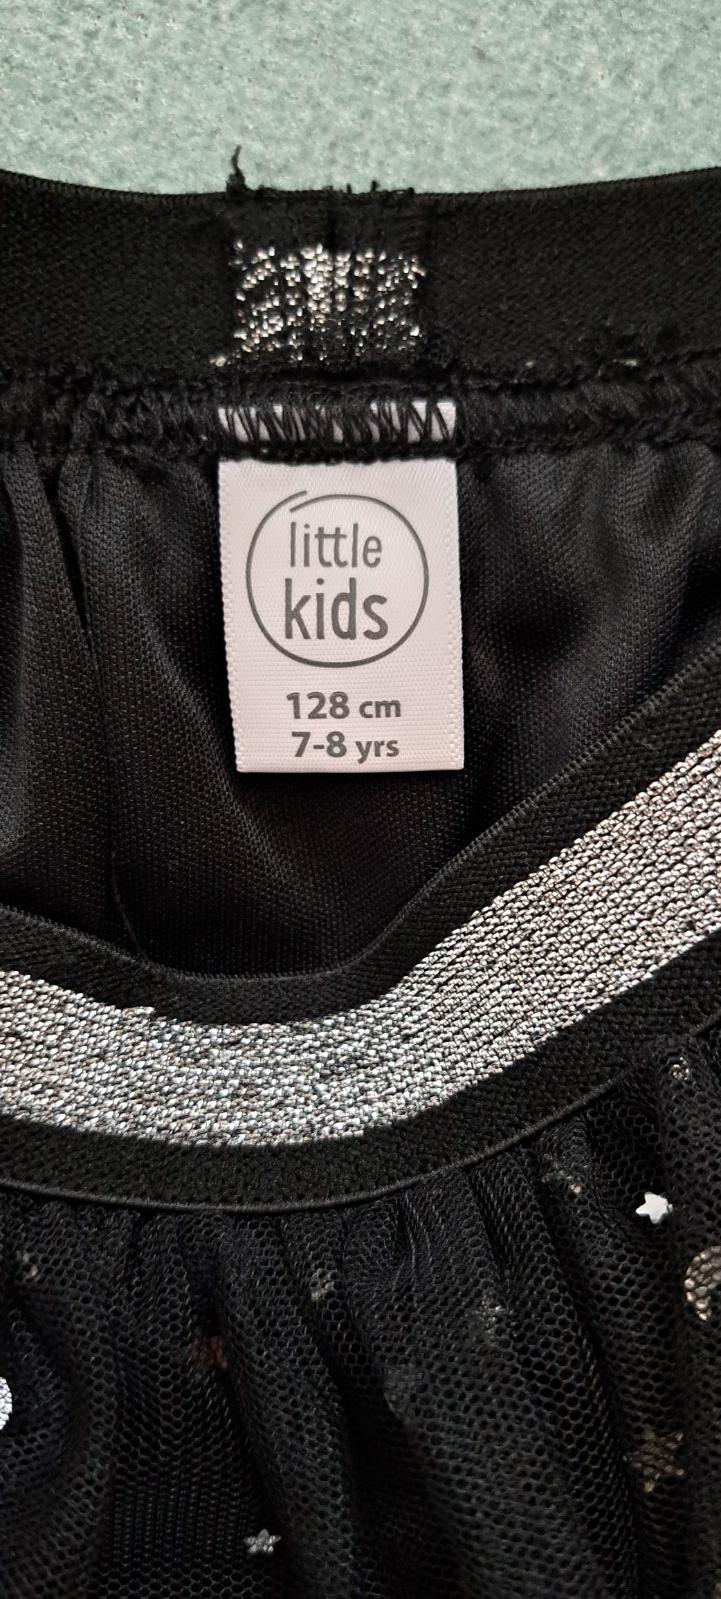 little
kids
128 cm
7-8 yrs